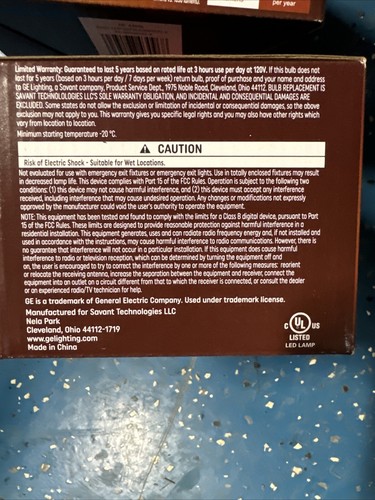 per year
Limited Warranty: Guaranteed to last 5 years based on rated life at 3 hours use per day at 120V. If this bulb does not
last for 5 years (based on 3 hours per day / 7 days per week) return bulb, proof of purchase and your name and address
to GE Lighting, a Savant company, Product Service Dept., 1975 Noble Road, Cleveland, Ohio 44112. BULB REPLACEMENT IS
SAVANT TECHNOLOGIES LLC'S SOLE WARRANTY OBLIGATION, AND INCIDENTAL AND CONSEQUENTIAL DAMAGES ARE
EXCLUDED. Some states do not allow the exclusion or limitation of incidental or consequential damages, so the above
exclusion may not apply to you. This warranty gives you specific legal rights and you may also have other rights which
vary from location to location.
Minimum starting temperature -20 °C.
CAUTION
Risk of Electric Shock - Suitable for Wet Locations.
Not evaluated for use with emergency exit fixtures or emergency exit lights. Use in totally enclosed fixtures may result
in decreased lamp life. This device complies with Part 15 of the FCC Rules. Operation is subject to the following two
conditions: (1) this device may not cause harmful interference, and (2) this device must accept any interference
received, including interference that may cause undesired operation. Any changes or modifications not expressly
approved by the manufacturer could void the user's authority to operate the equipment.
NOTE: This equipment has been tested and found to comply with the limits for a Class B digital device, pursuant to Part
15 of the FCC Rules. These limits are designed to provide reasonable protection against harmful interference in a
residential installation. This equipment generates, uses and can radiate radio frequency energy and, if not installed and
used in accordance with the instructions, may cause harmful interference to radio communications. However, there is
no guarantee that interference will not occur in a particular installation. If this equipment does cause harmful
interference to radio or television reception, which can be determined by turning the equipment off and
on, the user is encouraged to try to correct the interference by one or more of the following measures: reorient
or relocate the receiving antenna, increase the separation between the equipment and receiver, connect the
equipment into an outlet on a circuit different from that to which the receiver is connected, or consult the dealer
or an experienced radio/TV technician for help.
GE is a trademark of General Electric Company. Used under trademark license.
Manufactured for Savant Technologies LLC
Nela Park
Cleveland, Ohio 44112-1719
www.gelighting.com
Made in China
C UL US
LISTED
LED LAMP